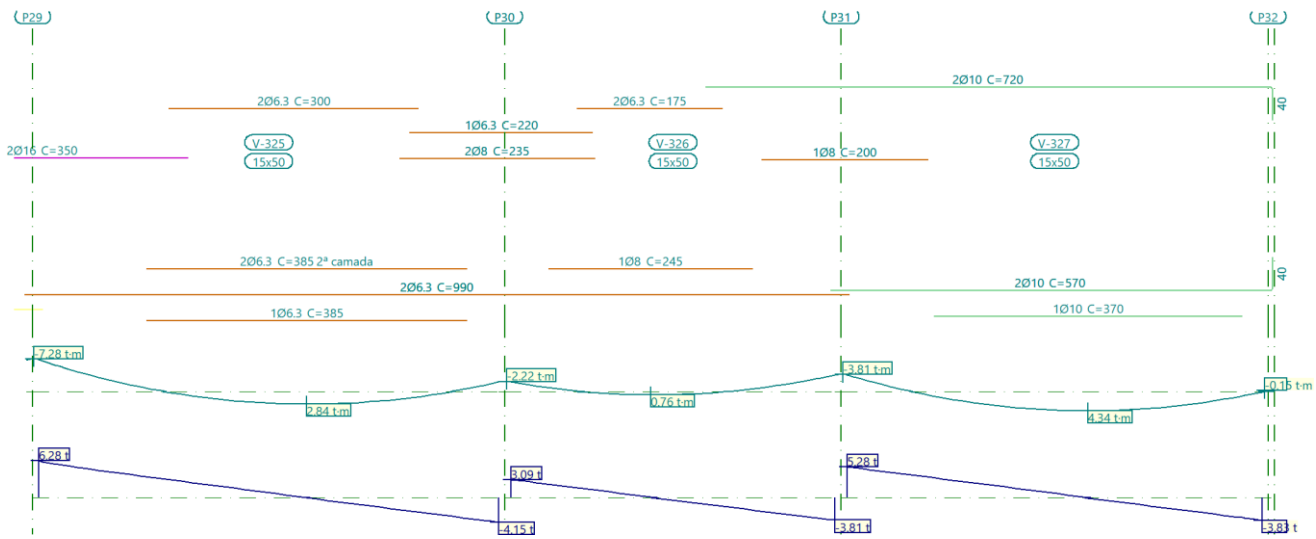 P29
P30
P31
P32
2Ø10 C=720
2Ø6.3 C=300
2Ø6.3 C=175
40
1Ø6.3 C=220
V-325
V-326
V-327
2Ø16 C=350
15x50
2Ø8 C=235
15x50
1Ø8 C=200
15x50
2Ø6.3 C=385 2ª camada
1Ø8 C=245
40
2Ø6.3 C=990
2Ø10 C=570
1Ø6.3 C=385
1Ø10 C=370
-7.28 t·m
-2.22 t·m
-3.81 t·m
-0.15 t·m
2.84 t·m
0.76 t·m
4.34 t·m
6.28 t
3.09 t
5.28 t
-4.15 t
-3.81 t
-3.83 t